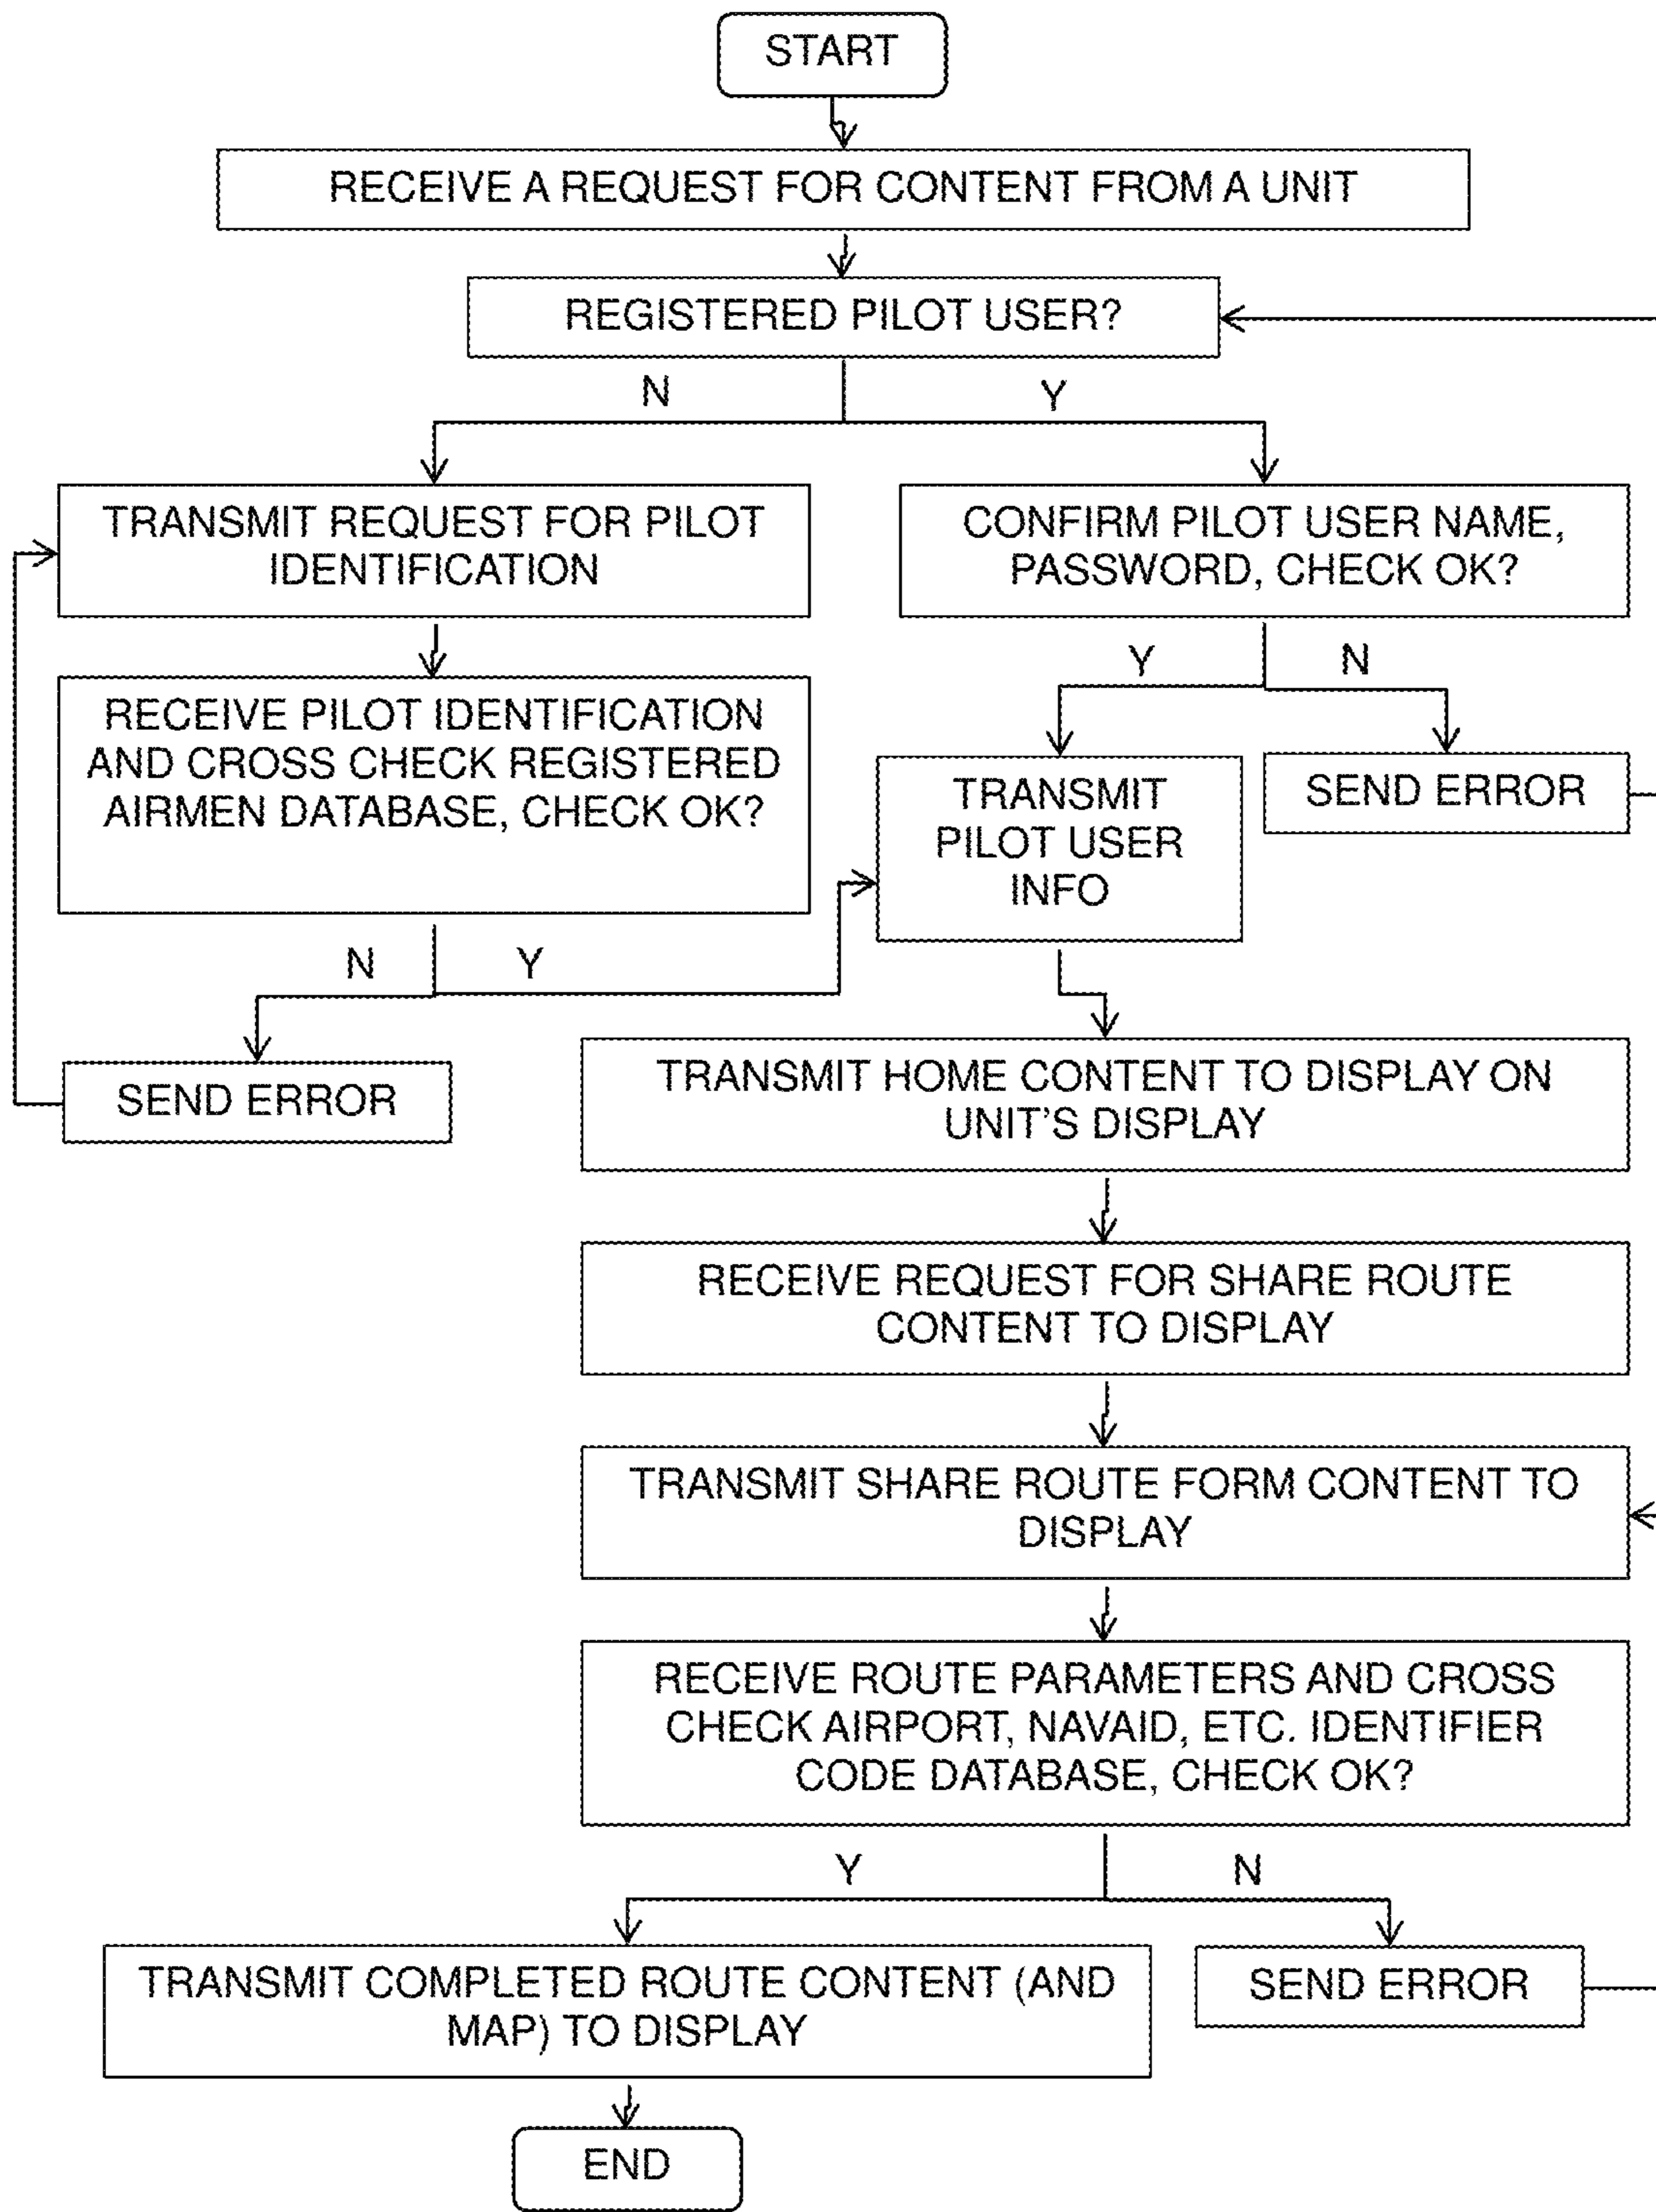 START
RECEIVE A REQUEST FOR CONTENT FROM A UNIT
REGISTERED PILOT USER?
N
Y
TRANSMIT REQUEST FOR PILOT
IDENTIFICATION
CONFIRM PILOT USER NAME,
PASSWORD, CHECK OK?
Y
N
RECEIVE PILOT IDENTIFICATION
AND CROSS CHECK REGISTERED
AIRMEN DATABASE, CHECK OK?
TRANSMIT
PILOT USER
INFO
SEND ERROR
N
Y
SEND ERROR
TRANSMIT HOME CONTENT TO DISPLAY ON
UNIT'S DISPLAY
RECEIVE REQUEST FOR SHARE ROUTE
CONTENT TO DISPLAY
TRANSMIT SHARE ROUTE FORM CONTENT TO
DISPLAY
RECEIVE ROUTE PARAMETERS AND CROSS
CHECK AIRPORT, NAVAID, ETC. IDENTIFIER
CODE DATABASE, CHECK OK?
Y
N
TRANSMIT COMPLETED ROUTE CONTENT (AND
MAP) TO DISPLAY
SEND ERROR
END